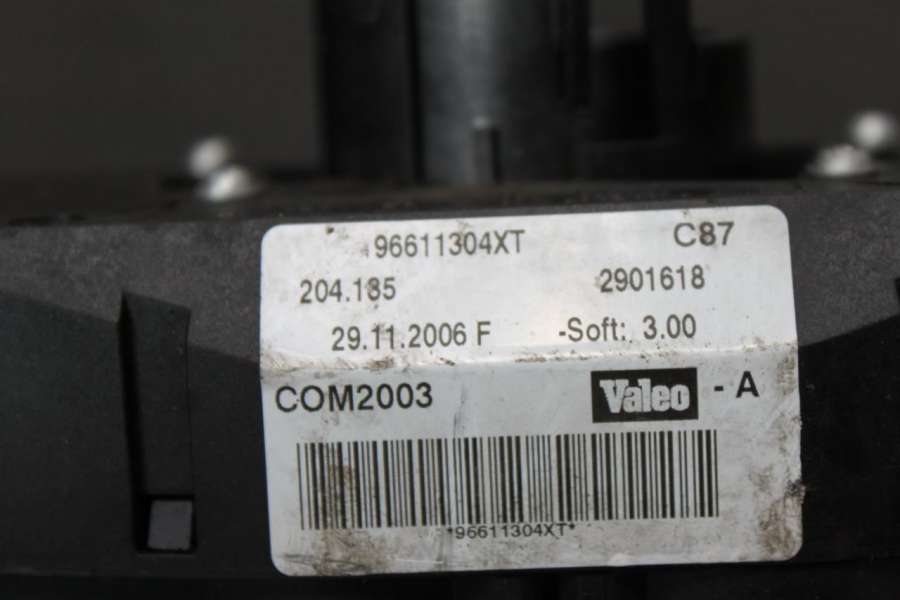 96611304XT C87
204.185 2901618
29.11.2006 F -Soft: 3.00
COM2003 Valeo - A
*96611304XT*